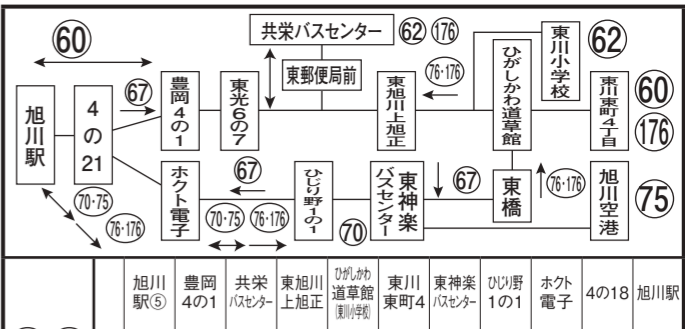 60
共栄バスセンター 62 176
東郵便局前
東川小学校
62
旭川駅
4の21
67
豊岡4の1
東光6の7
東旭川上旭正
76・176
ひがしかわ道草館
東川東町4丁目
60
176
ホクト電子
67
70・75 76・176
ひじり野1の1
70
東神楽バスセンター
67
東橋
76・176
旭川空港
75
70・75
76・176
旭川駅⑤
豊岡4の1
共栄バスセンター
東旭川上旭正
ひがしかわ道草館(東川小学校)
東川東町4
東神楽バスセンター
ひじり野1の1
ホクト電子
4の18
旭川駅